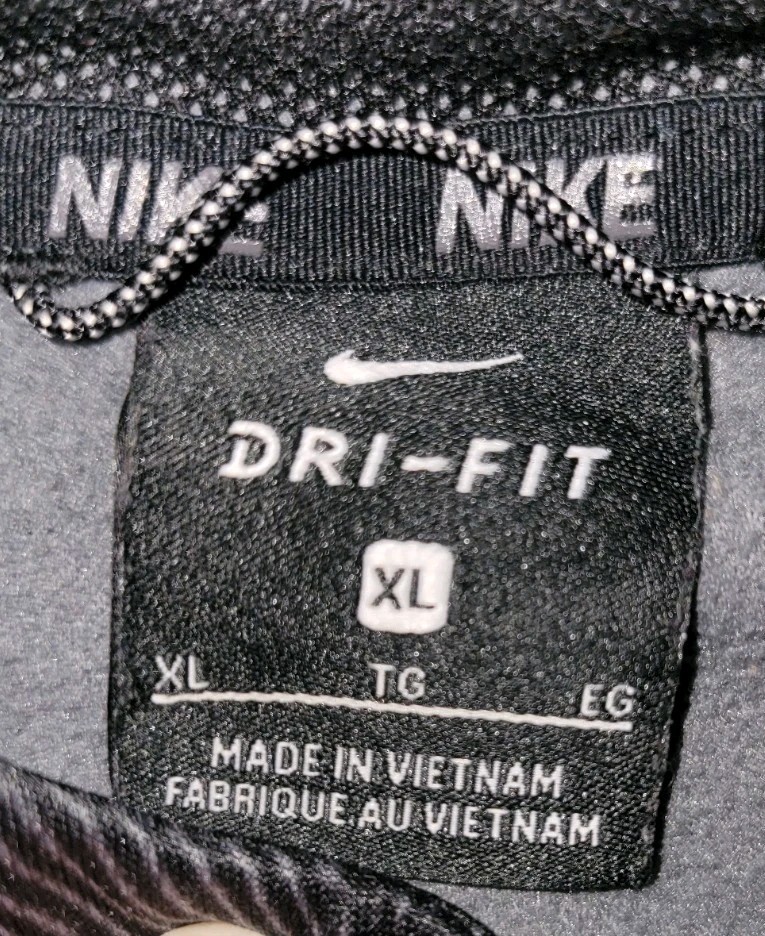 NIKE NIKE
DRI-FIT
XL
XL TG EG
MADE IN VIETNAM
FABRIQUE AU VIETNAM